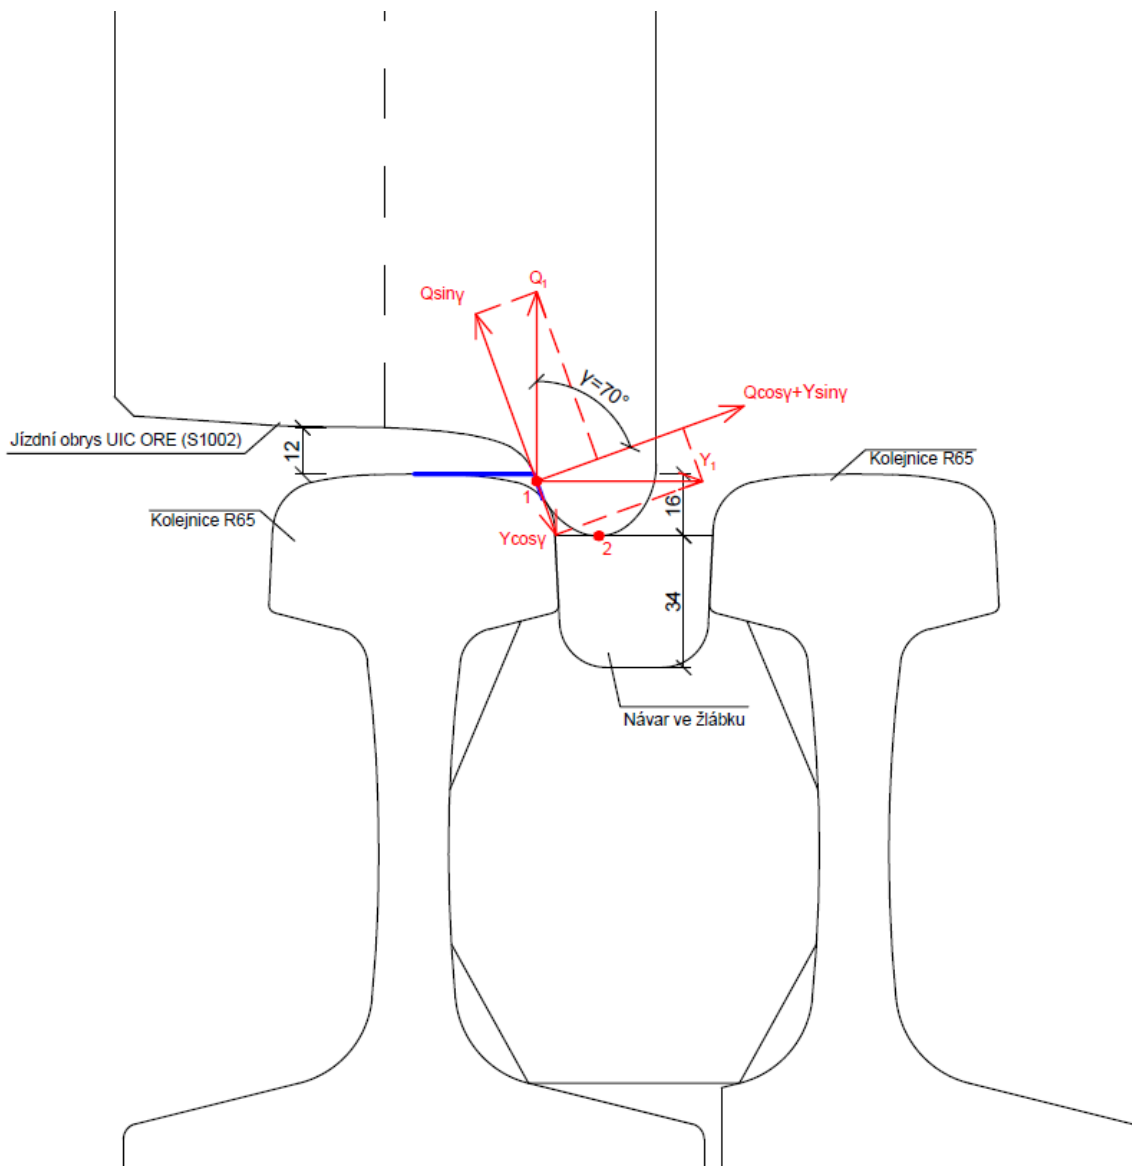 Q1
Qsinγ
γ=70°
Qcosγ+Ysinγ
Jízdní obrys UIC ORE (S1002)
12
Y1
Kolejnice R65
1
16
Kolejnice R65
Ycosγ
2
34
Návar ve žlábku